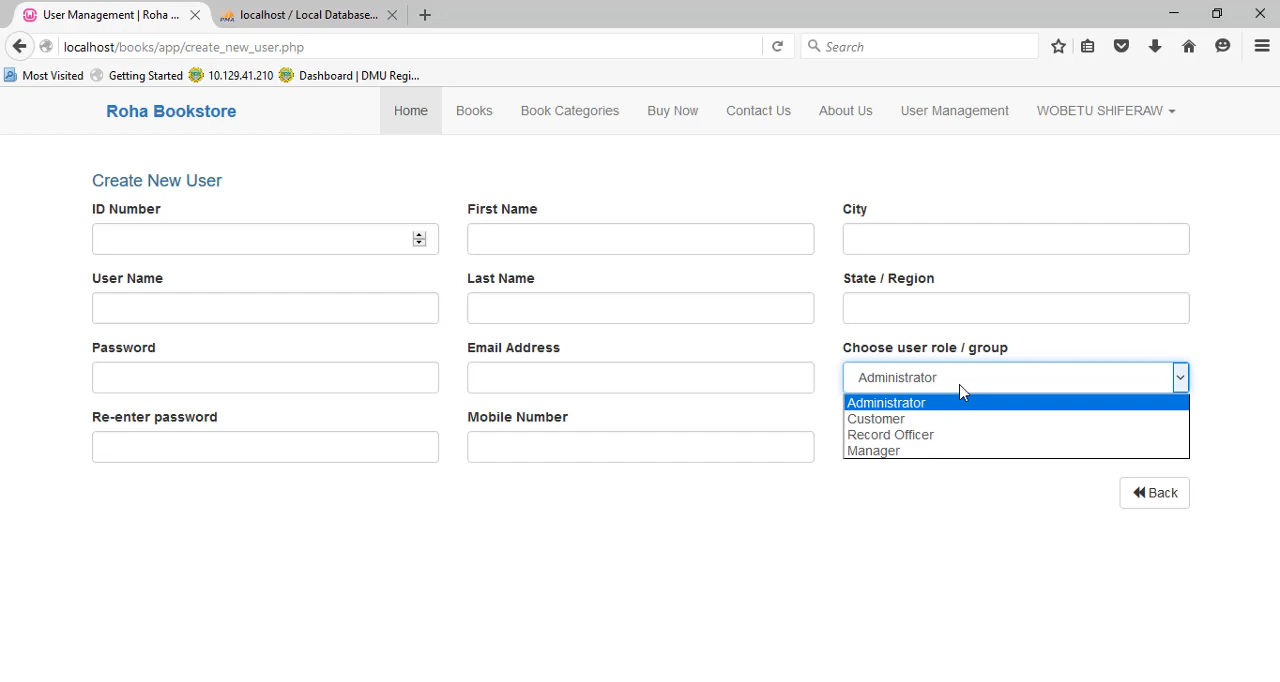 User Management | Roha ...
localhost / Local Database...
localhost/books/app/create_new_user.php
Search
Most Visited Getting Started 10.129.41.210 Dashboard | DMU Regi...
Roha Bookstore Home Books Book Categories Buy Now Contact Us About Us User Management WOBETU SHIFERAW
Create New User
ID Number First Name City
User Name Last Name State / Region
Password Email Address Choose user role / group
Administrator
Administrator
Customer
Re-enter password Mobile Number
Record Officer
Manager
Back